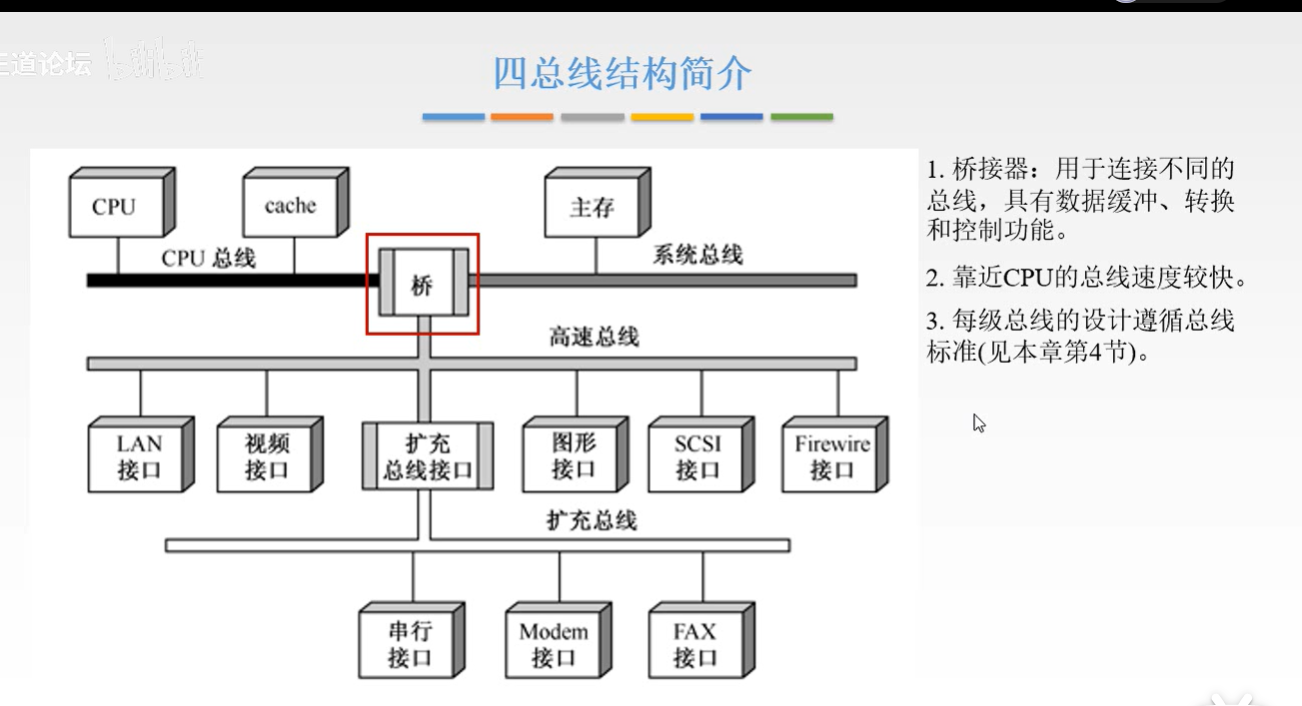 三道论坛
四总线结构简介
CPU
cache
主存
CPU 总线
系统总线
桥
高速总线
LAN
接口
视频
接口
扩充
总线接口
图形
接口
SCSI
接口
Firewire
接口
扩充总线
串行
接口
Modem
接口
FAX
接口
1. 桥接器：用于连接不同的
总线，具有数据缓冲、转换
和控制功能。
2. 靠近CPU的总线速度较快。
3. 每级总线的设计遵循总线
标准(见本章第4节)。